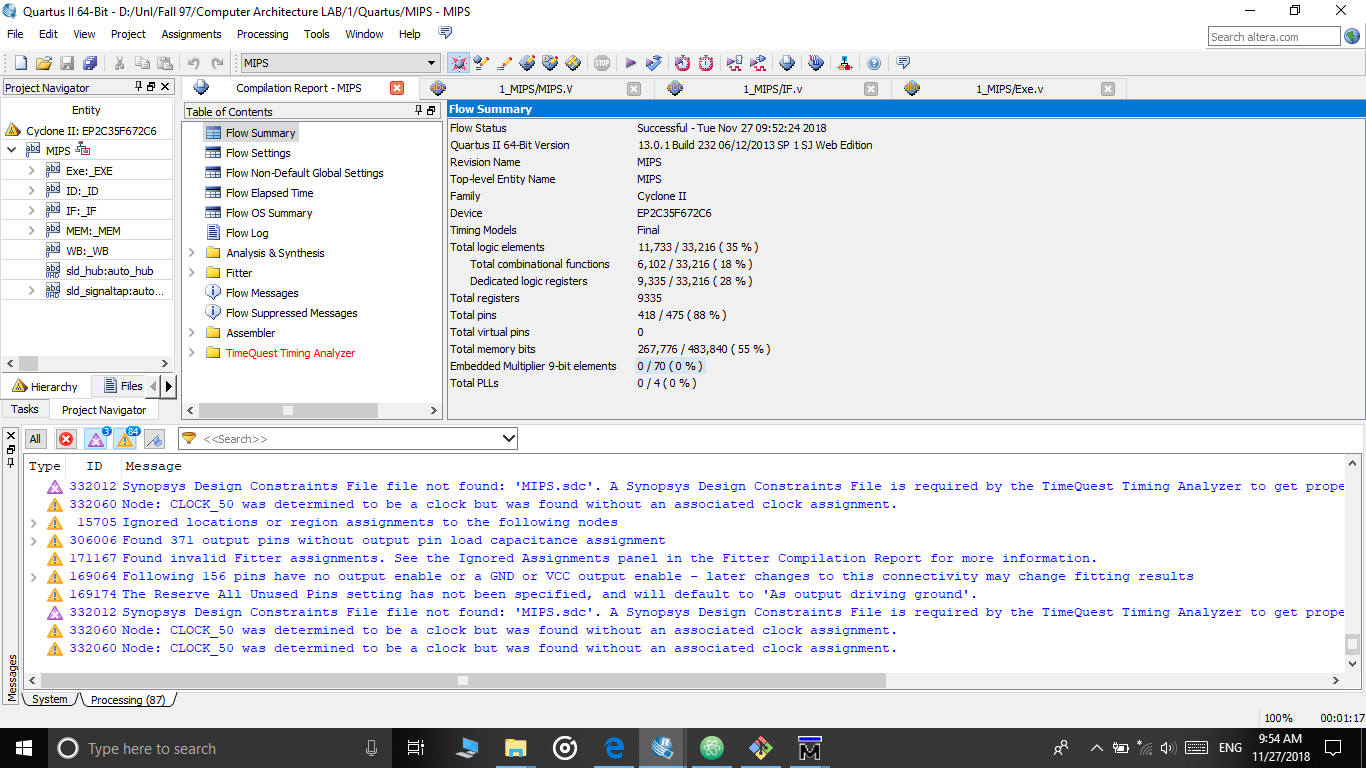 Quartus II 64-Bit - D:/UnI/Fall 97/Computer Architecture LAB/1/Quartus/MIPS - MIPS
File Edit View Project Assignments Processing Tools Window Help
Search altera.com
MIPS
STOP
Project Navigator
Compilation Report - MIPS
1_MIPS/MIPS.V
1_MIPS/IF.v
1_MIPS/Exe.v
Entity
Cyclone II: EP2C35F672C6
MIPS
Exe:_EXE
ID:_ID
IF:_IF
MEM:_MEM
WB:_WB
sld_hub:auto_hub
sld_signaltap:auto...
Hierarchy
Files
Tasks
Project Navigator
Table of Contents
Flow Summary
Flow Settings
Flow Non-Default Global Settings
Flow Elapsed Time
Flow OS Summary
Flow Log
Analysis & Synthesis
Fitter
Flow Messages
Flow Suppressed Messages
Assembler
TimeQuest Timing Analyzer
Flow Summary
Flow Status Successful - Tue Nov 27 09:52:24 2018
Quartus II 64-Bit Version 13.0.1 Build 232 06/12/2013 SP 1 SJ Web Edition
Revision Name MIPS
Top-level Entity Name MIPS
Family Cyclone II
Device EP2C35F672C6
Timing Models Final
Total logic elements 11,733 / 33,216 ( 35 % )
Total combinational functions 6,102 / 33,216 ( 18 % )
Dedicated logic registers 9,335 / 33,216 ( 28 % )
Total registers 9335
Total pins 418 / 475 ( 88 % )
Total virtual pins 0
Total memory bits 267,776 / 483,840 ( 55 % )
Embedded Multiplier 9-bit elements 0 / 70 ( 0 % )
Total PLLs 0 / 4 ( 0 % )
All 3 84 <<Search>>
Type ID Message
332012 Synopsys Design Constraints File file not found: 'MIPS.sdc'. A Synopsys Design Constraints File is required by the TimeQuest Timing Analyzer to get prope
332060 Node: CLOCK_50 was determined to be a clock but was found without an associated clock assignment.
15705 Ignored locations or region assignments to the following nodes
306006 Found 371 output pins without output pin load capacitance assignment
171167 Found invalid Fitter assignments. See the Ignored Assignments panel in the Fitter Compilation Report for more information.
169064 Following 156 pins have no output enable or a GND or VCC output enable - later changes to this connectivity may change fitting results
169174 The Reserve All Unused Pins setting has not been specified, and will default to 'As output driving ground'.
332012 Synopsys Design Constraints File file not found: 'MIPS.sdc'. A Synopsys Design Constraints File is required by the TimeQuest Timing Analyzer to get prope
332060 Node: CLOCK_50 was determined to be a clock but was found without an associated clock assignment.
332060 Node: CLOCK_50 was determined to be a clock but was found without an associated clock assignment.
Messages
System Processing (87)
100% 00:01:17
Type here to search
ENG
9:54 AM
11/27/2018